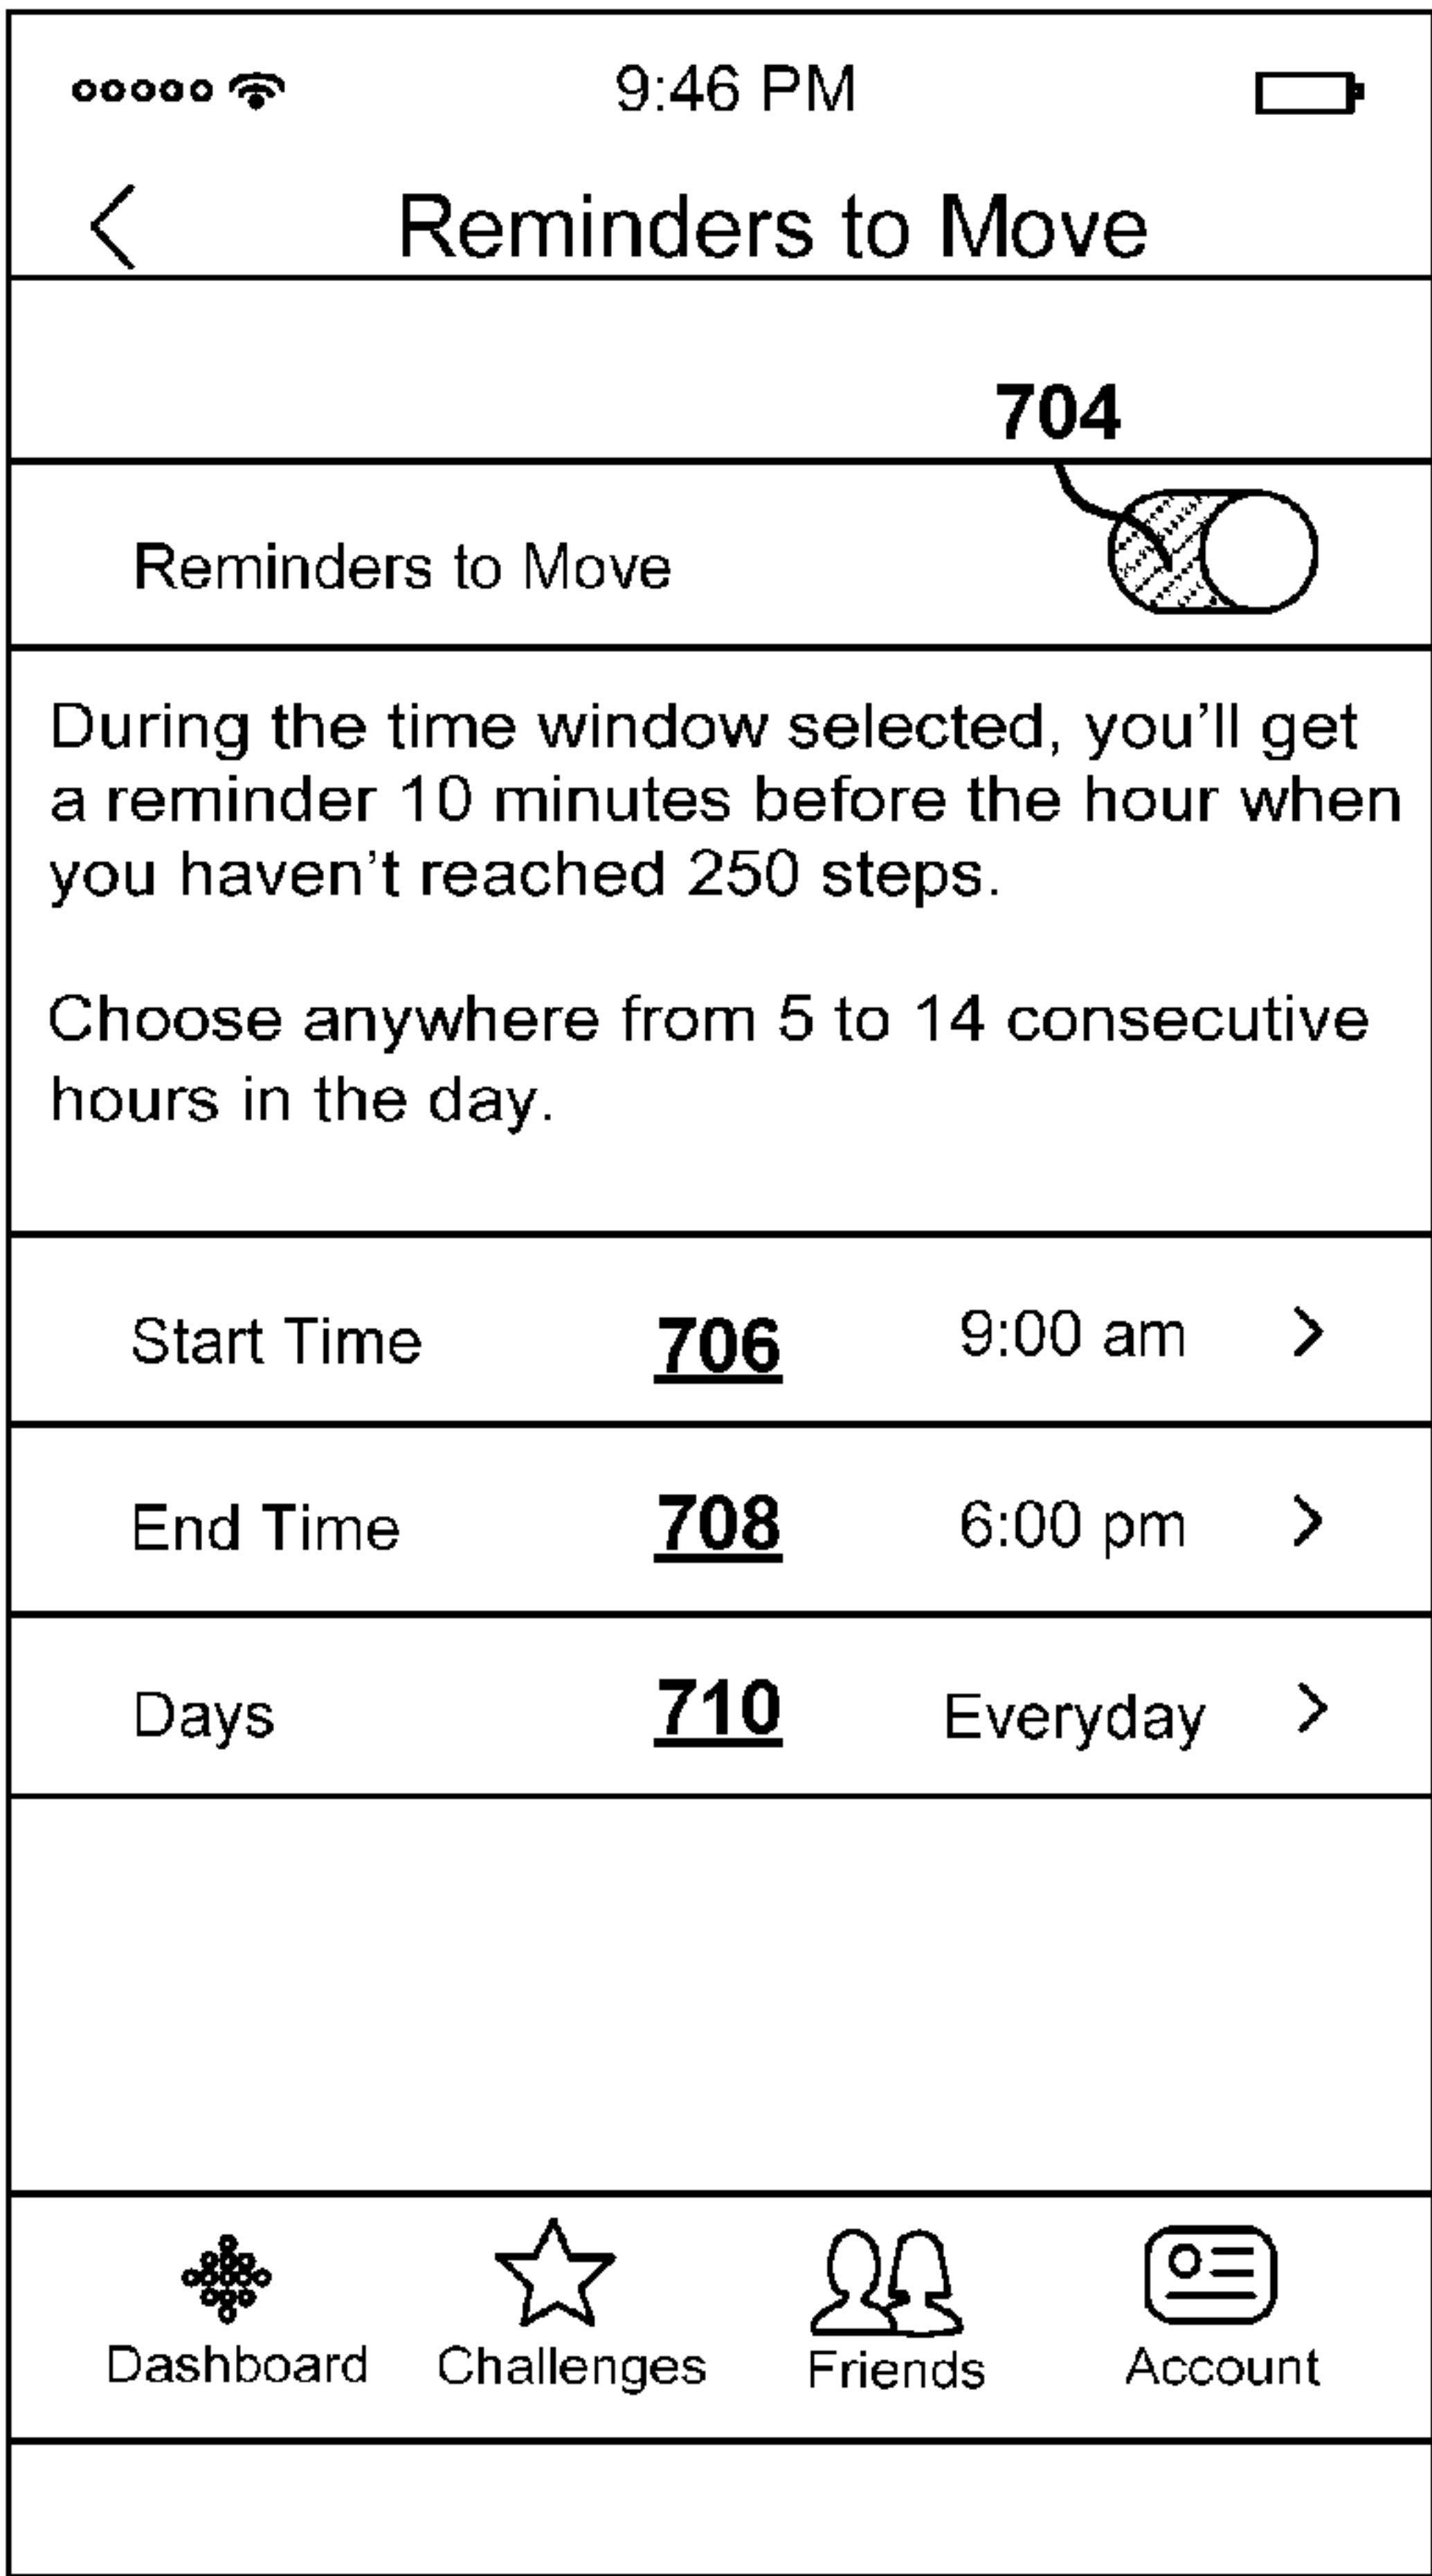 9:46 PM
Reminders to Move
704
Reminders to Move
During the time window selected, you'll get
a reminder 10 minutes before the hour when
you haven't reached 250 steps.
Choose anywhere from 5 to 14 consecutive
hours in the day.
Start Time 706 9:00 am
End Time 708 6:00 pm
Days 710 Everyday
Dashboard Challenges Friends Account